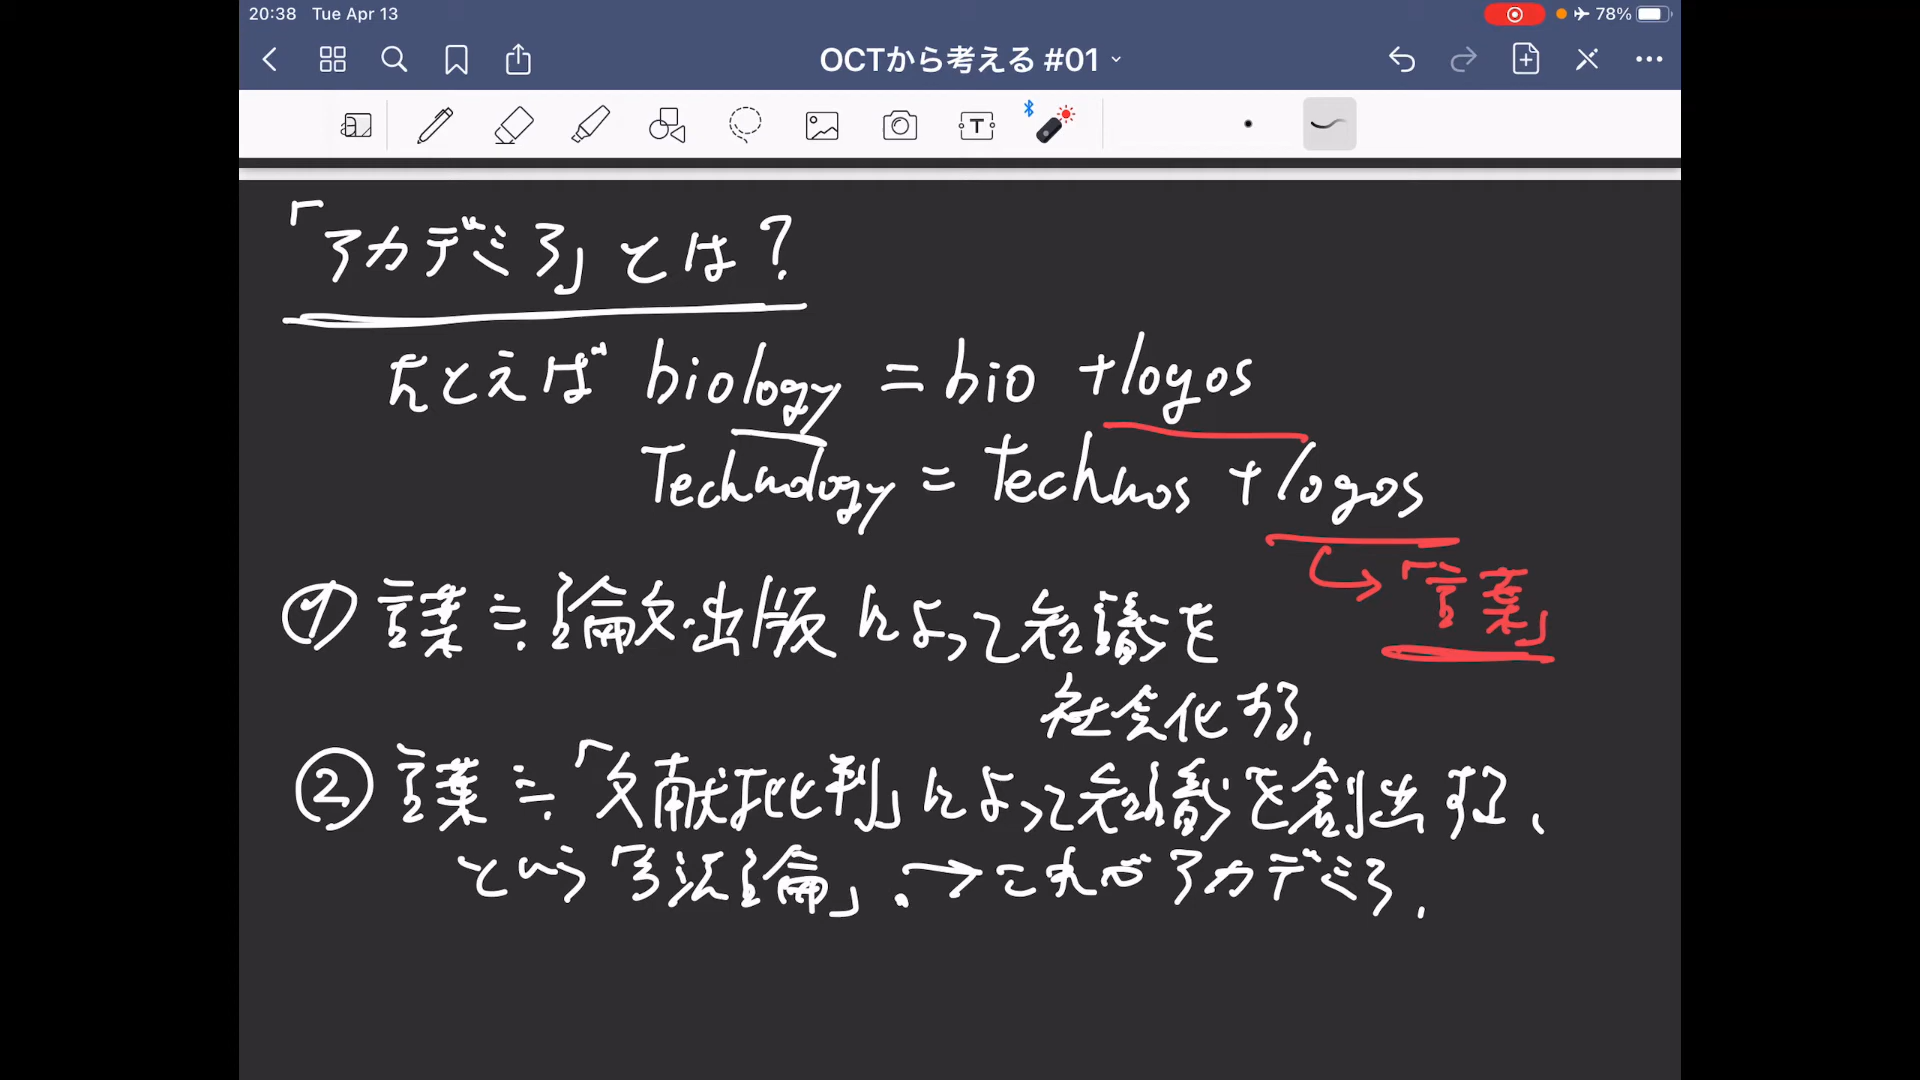 20:38 Tue Apr 13 78%
OCTから考える #01
「アカデミア」とは?
たとえば biology = bio + logos
Technology = technos + logos
「言葉」
① 言葉 ≒ 論文・出版によって知識を
社会化する.
② 言葉 ≒ 「文献批判」によって知識を創出する、
という「方法論」. → これがアカデミア.